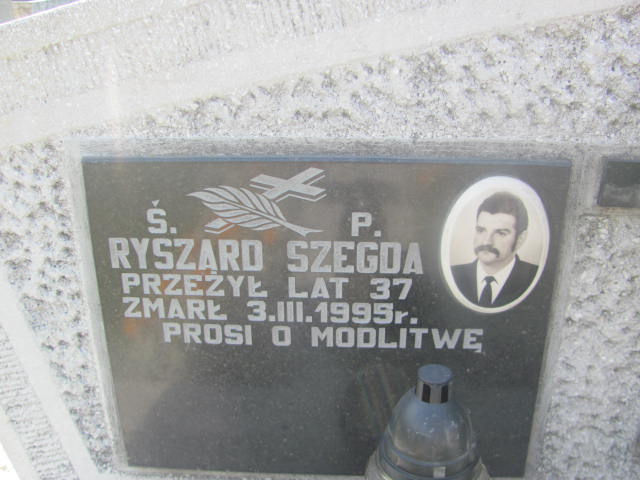 Ś. P.
RYSZARD SZEGDA
PRZEŻYŁ LAT 37
ZMARŁ 3.III.1995r.
PROSI O MODLITWĘ